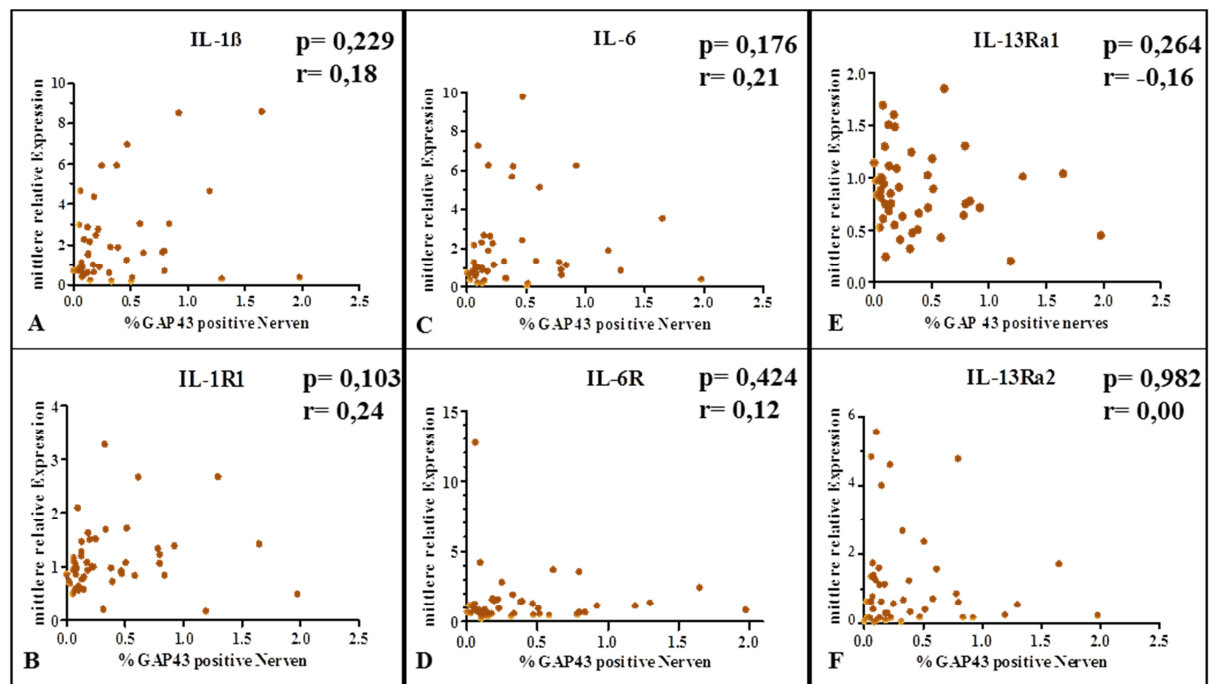 IL-1ß
p= 0,229
r= 0,18
mittlere relative Expression
10
8
6
4
2
0
0.0 0.5 1.0 1.5 2.0 2.5
% GAP43 positive Nerven
A
IL-6
p= 0,176
r= 0,21
mittlere relative Expression
10
8
6
4
2
0
0.0 0.5 1.0 1.5 2.0 2.5
% GAP43 positive Nerven
C
IL-13Ra1
p= 0,264
r= -0,16
mittlere relative Expression
2.0
1.5
1.0
0.5
0.0
0.0 0.5 1.0 1.5 2.0 2.5
% GAP43 positive nerves
E
IL-1R1
p= 0,103
r= 0,24
mittlere relative Expression
4
3
2
1
0
0.0 0.5 1.0 1.5 2.0 2.5
% GAP43 positive Nerven
B
IL-6R
p= 0,424
r= 0,12
mittlere relative Expression
15
10
5
0
0.0 0.5 1.0 1.5 2.0
% GAP43 positive Nerven
D
IL-13Ra2
p= 0,982
r= 0,00
mittlere relative Expression
6
4
2
0
0.0 0.5 1.0 1.5 2.0 2.5
% GAP43 positive Nerven
F